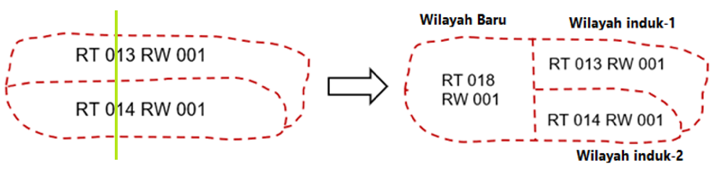 RT 013 RW 001
RT 014 RW 001
Wilayah Baru
Wilayah induk-1
RT 018
RW 001
RT 013 RW 001
RT 014 RW 001
Wilayah induk-2